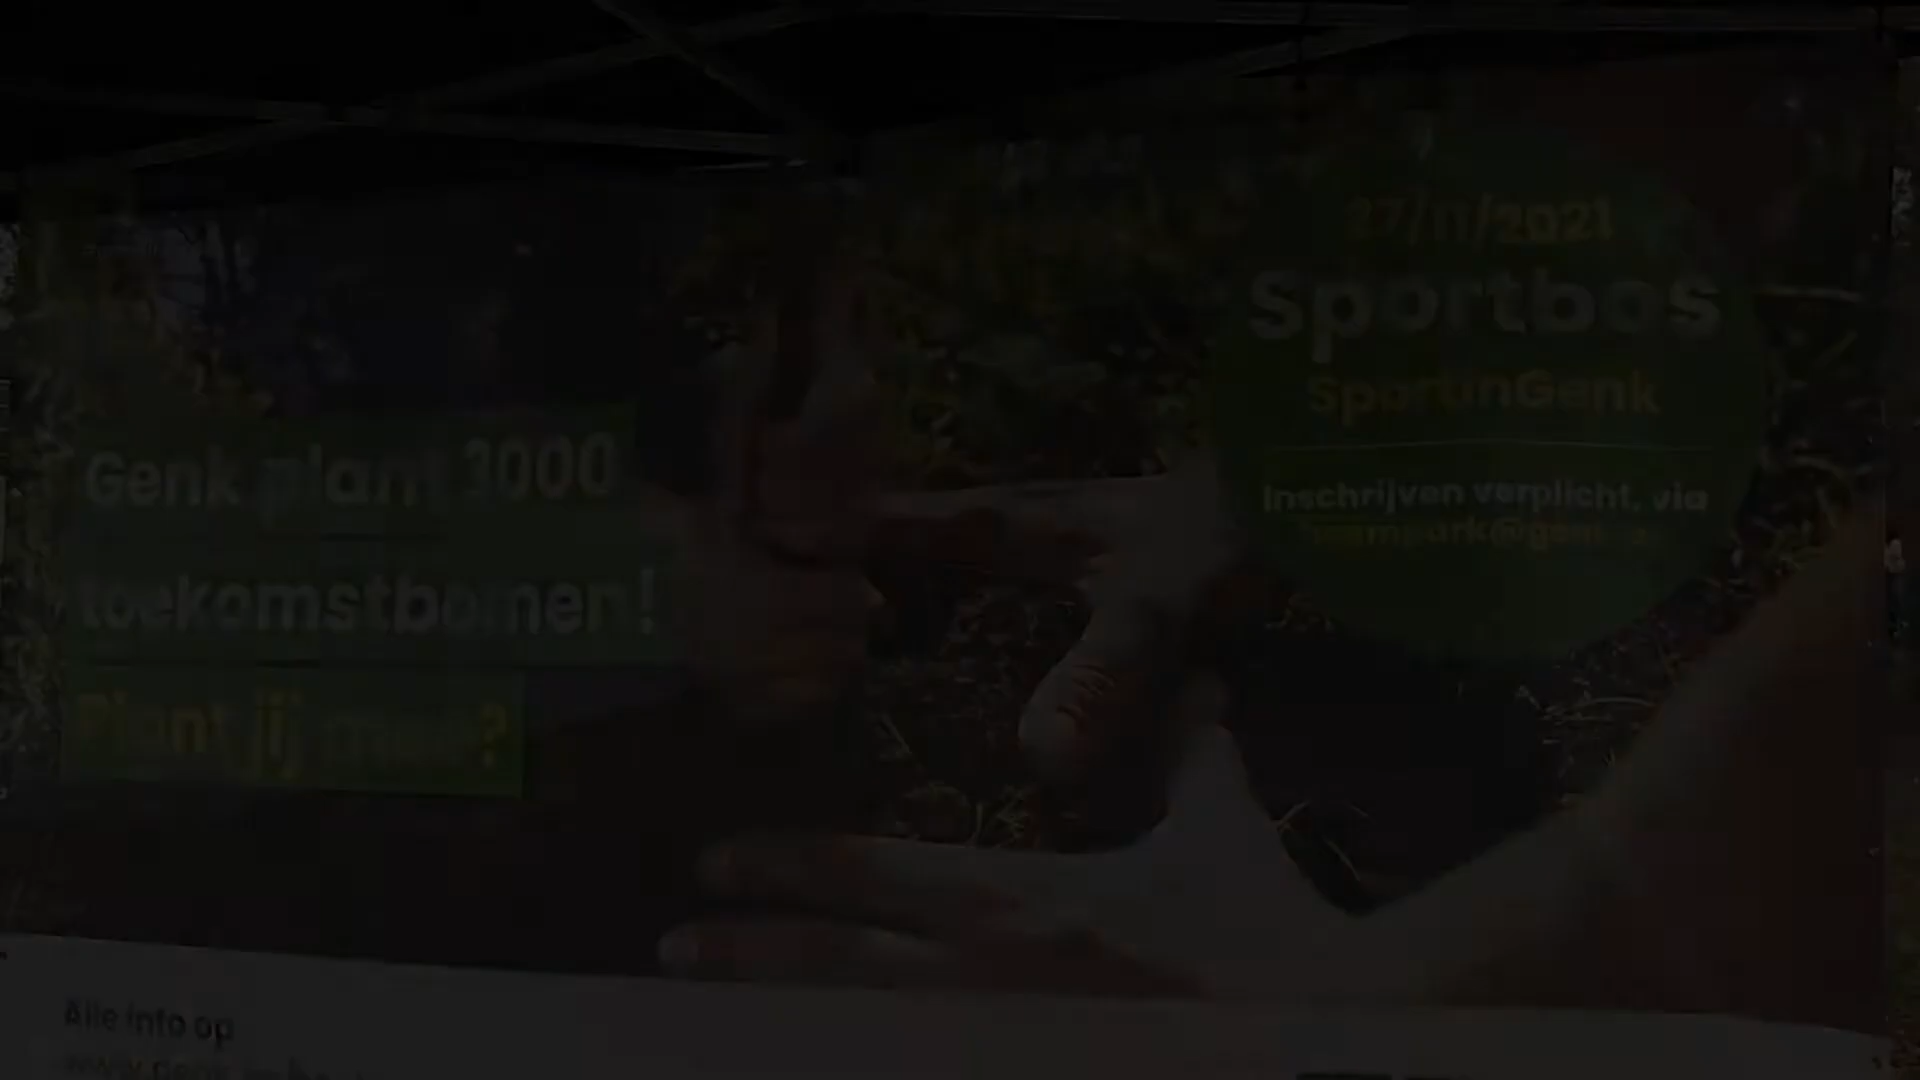 Genk plant 3000
toekomstbomen!
Plant jij mee?
27/11/2021
Sportbos
SportinGenk
Inschrijven verplicht, via
Alle info op